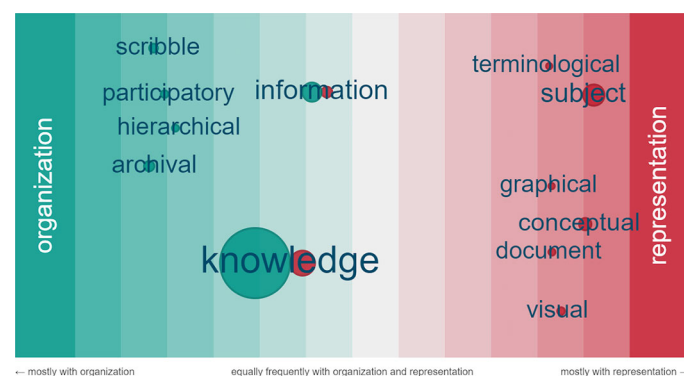 scribble
terminological
participatory
information
subject
hierarchical
archival
organization
representation
graphical
conceptual
document
knowledge
visual
← mostly with organization
equally frequently with organization and representation
mostly with representation →